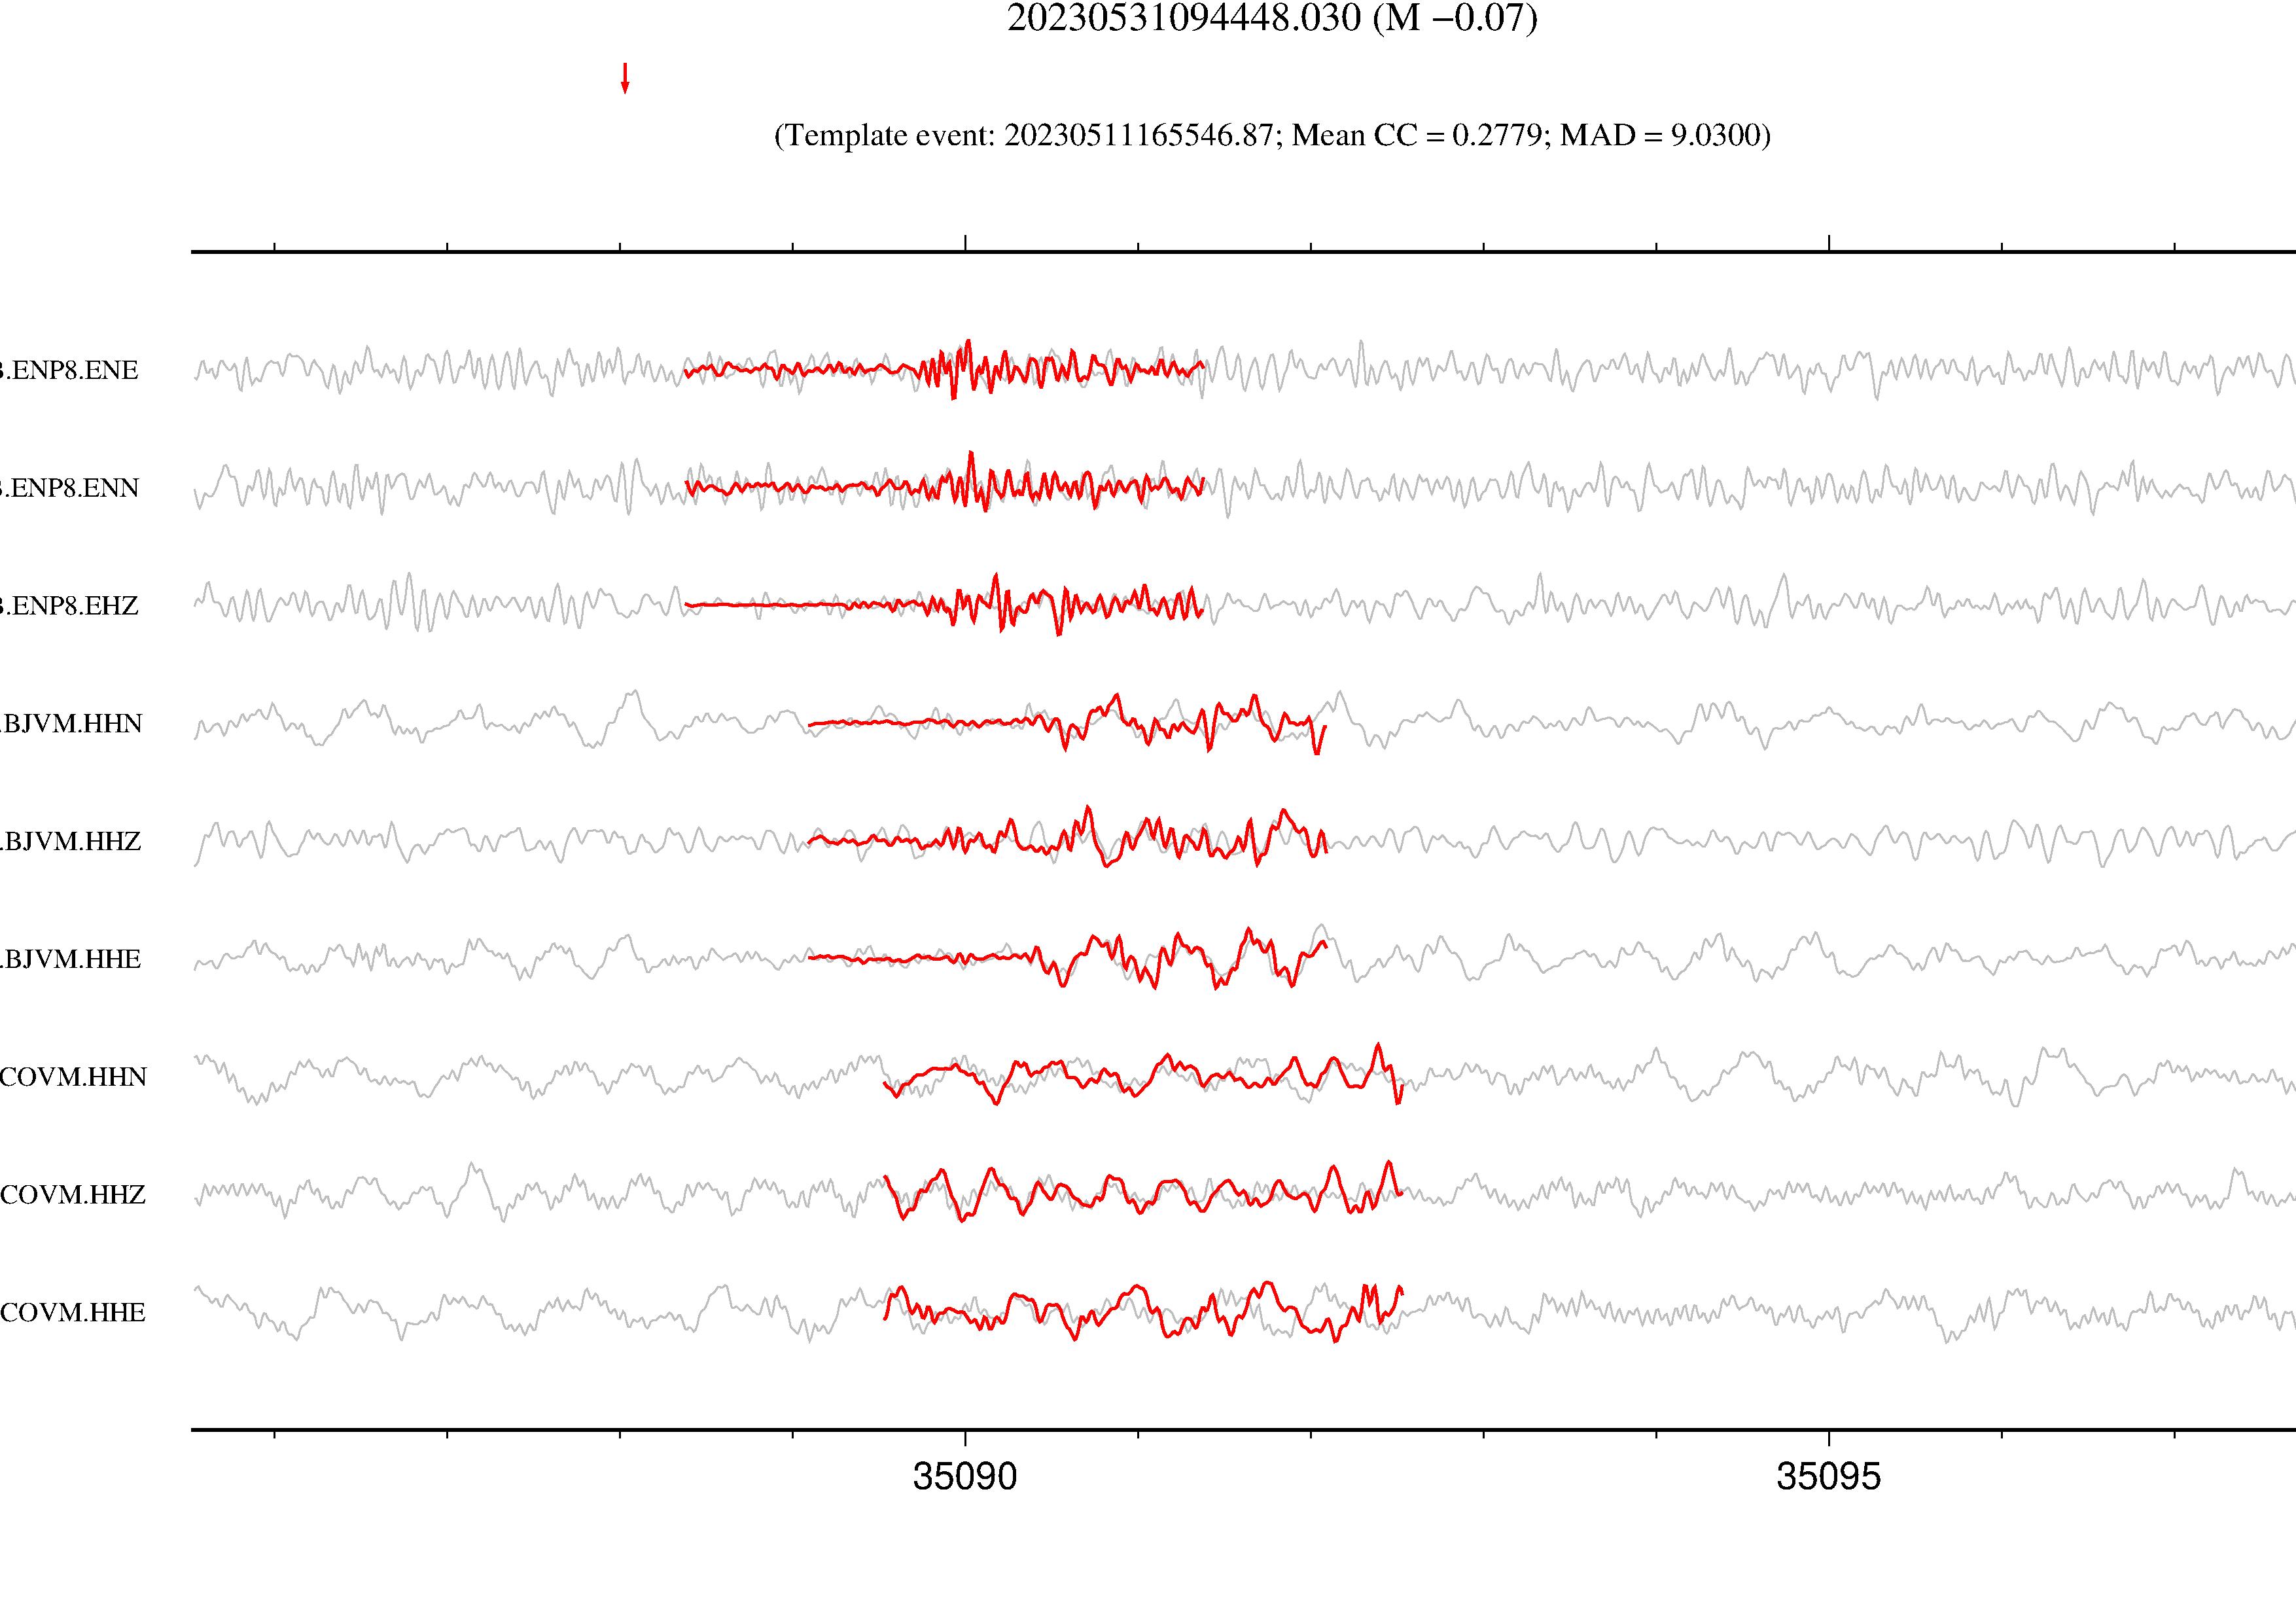 20230531094448.030 (M −0.07)
(Template event: 20230511165546.87; Mean CC = 0.2779; MAD = 9.0300)
.ENP8.ENE
.ENP8.ENN
.ENP8.EHZ
.BJVM.HHN
.BJVM.HHZ
.BJVM.HHE
COVM.HHN
COVM.HHZ
COVM.HHE
35090
35095